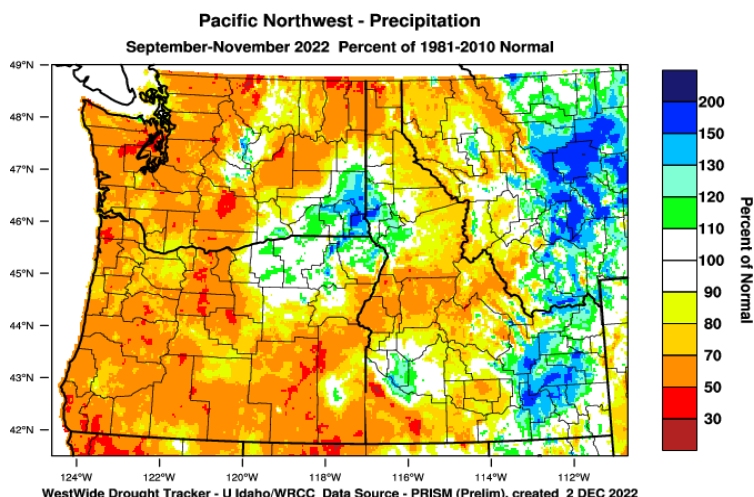 Pacific Northwest - Precipitation
September-November 2022 Percent of 1981-2010 Normal
49°N
48°N
47°N
46°N
45°N
44°N
43°N
42°N
124°W 122°W 120°W 118°W 116°W 114°W 112°W
200
150
130
120
110
100
90
80
70
50
30
Percent of Normal
WestWide Drought Tracker - U Idaho/WRCC Data Source - PRISM (Prelim), created 2 DEC 2022